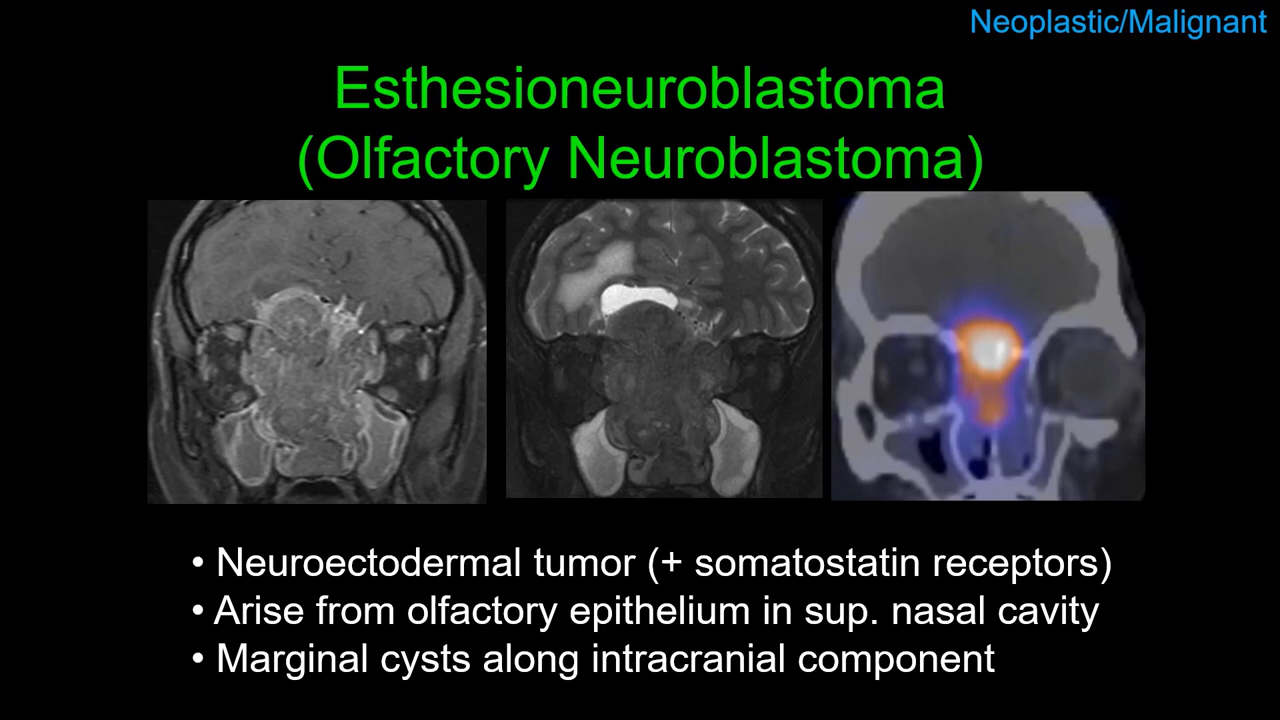 Neoplastic/Malignant
Esthesioneuroblastoma
(Olfactory Neuroblastoma)
• Neuroectodermal tumor (+ somatostatin receptors)
• Arise from olfactory epithelium in sup. nasal cavity
• Marginal cysts along intracranial component